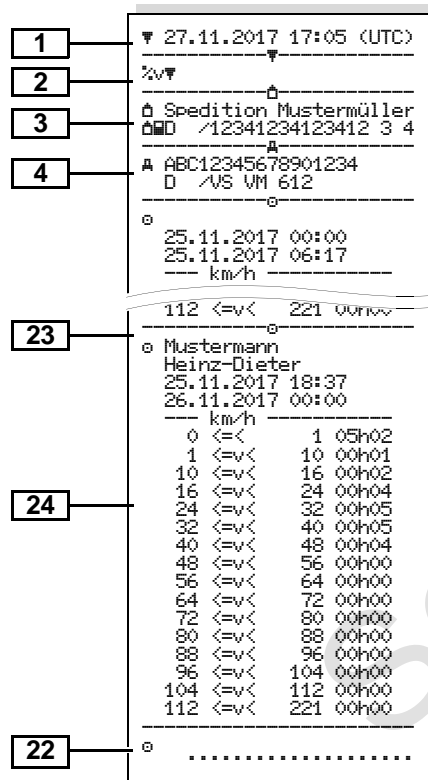 1
▼ 27.11.2017 17:05 (UTC)
2
%v▼
3
Spedition Mustermüller
D /12341234123412 3 4
4
A ABC12345678901234
D /VS VM 612
25.11.2017 00:00
25.11.2017 06:17
--- km/h -----------
112 <=v< 221 00h00
23
Mustermann
Heinz-Dieter
25.11.2017 18:37
26.11.2017 00:00
--- km/h -----------
0 <=< 1 05h02
1 <=v< 10 00h01
10 <=v< 16 00h02
24
16 <=v< 24 00h04
24 <=v< 32 00h05
32 <=v< 40 00h05
40 <=v< 48 00h04
48 <=v< 56 00h00
56 <=v< 64 00h00
64 <=v< 72 00h00
72 <=v< 80 00h00
80 <=v< 88 00h00
88 <=v< 96 00h00
96 <=v< 104 00h00
104 <=v< 112 00h00
112 <=v< 221 00h00
22
....................